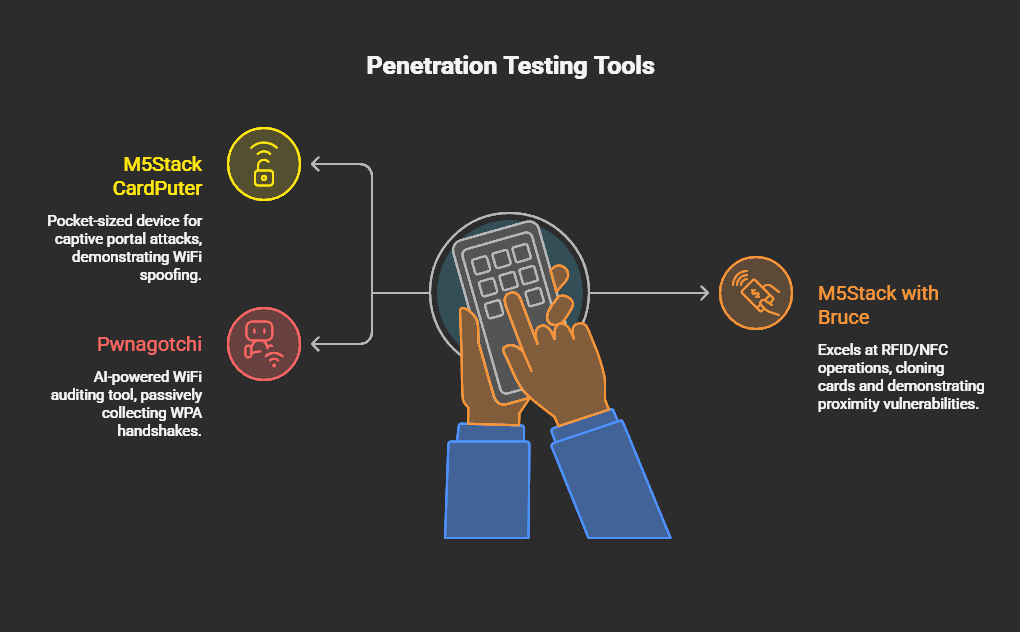 Penetration Testing Tools
M5Stack
CardPuter
Pocket-sized device for
captive portal attacks,
demonstrating WiFi
spoofing.
Pwnagotchi
AI-powered WiFi
auditing tool, passively
collecting WPA
handshakes.
M5Stack with
Bruce
Excels at RFID/NFC
operations, cloning
cards and demonstrating
proximity vulnerabilities.